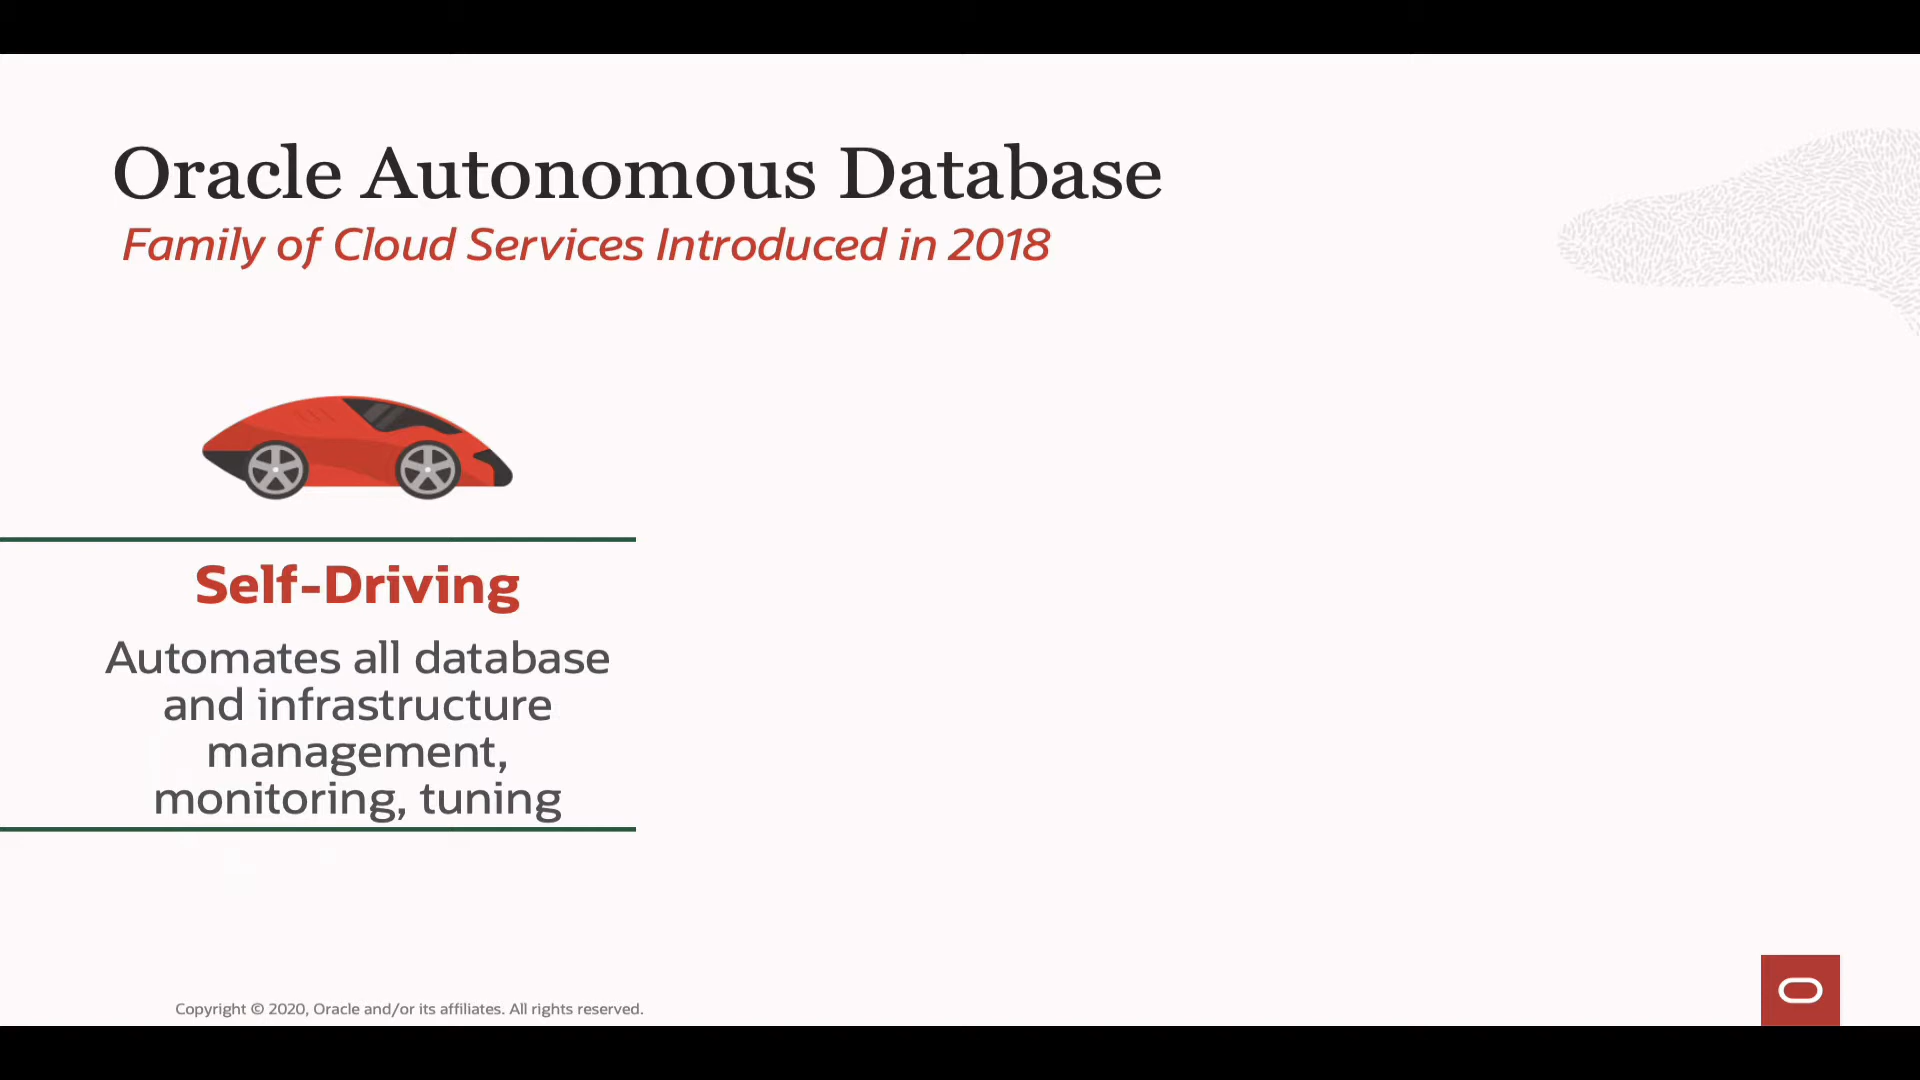 Oracle Autonomous Database
Family of Cloud Services Introduced in 2018
Self-Driving
Automates all database
and infrastructure
management,
monitoring, tuning
Copyright © 2020, Oracle and/or its affiliates. All rights reserved.